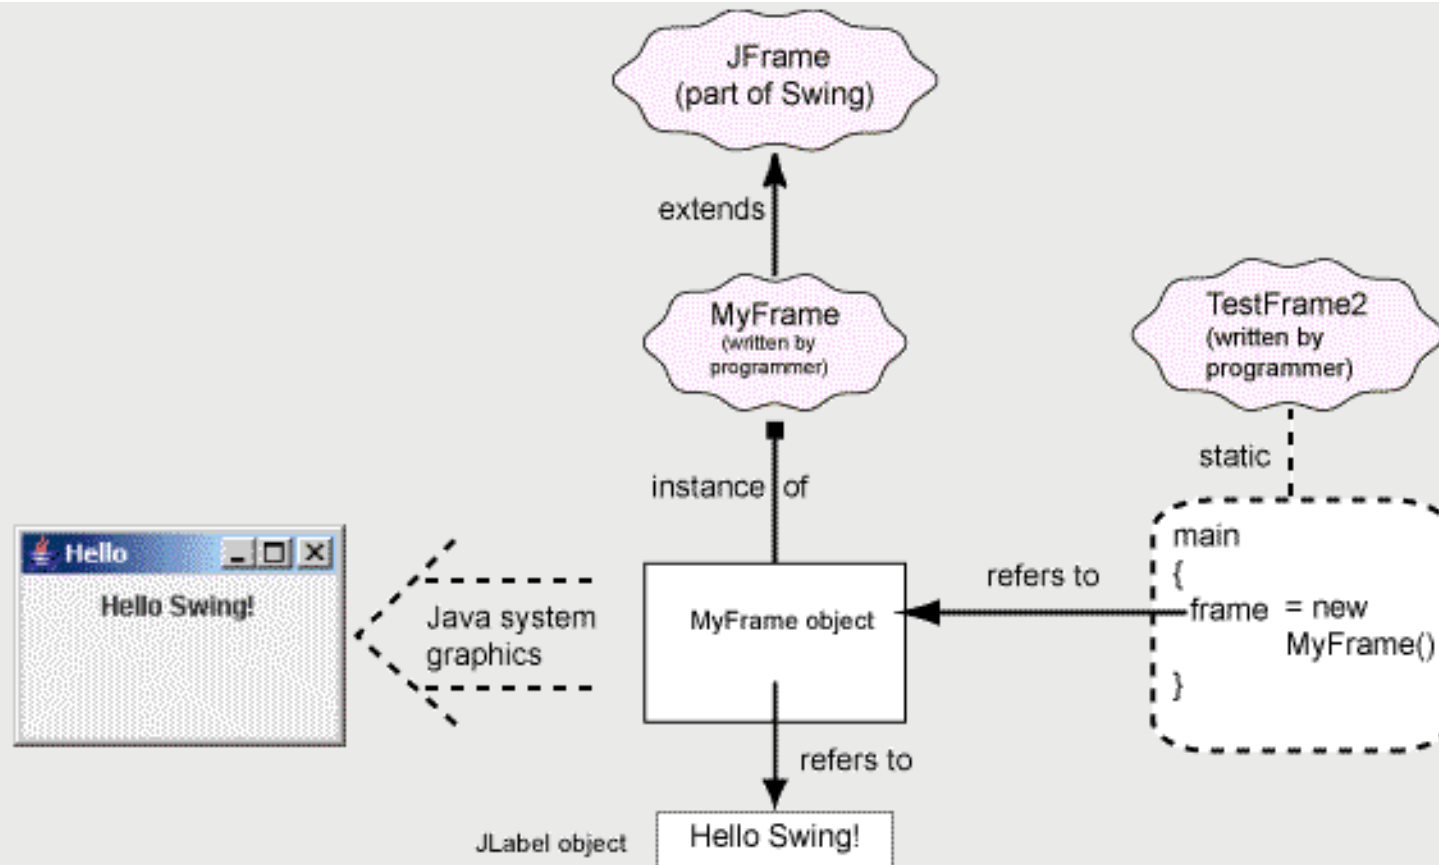 JFrame
(part of Swing)
extends
MyFrame
(written by
programmer)
TestFrame2
(written by
programmer)
static
instance of
main
{
frame = new
MyFrame()
}
refers to
MyFrame object
Java system
graphics
Hello
Hello Swing!
refers to
JLabel object
Hello Swing!